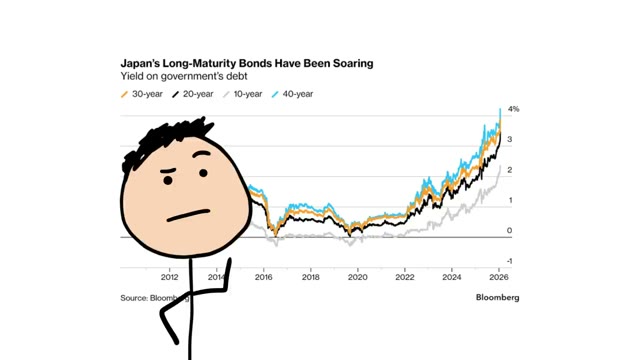 Japan's Long-Maturity Bonds Have Been Soaring
Yield on government's debt
30-year 20-year 10-year 40-year
4%
3
2
1
0
-1
2012 2014 2016 2018 2020 2022 2024 2026
Source: Bloomberg
Bloomberg